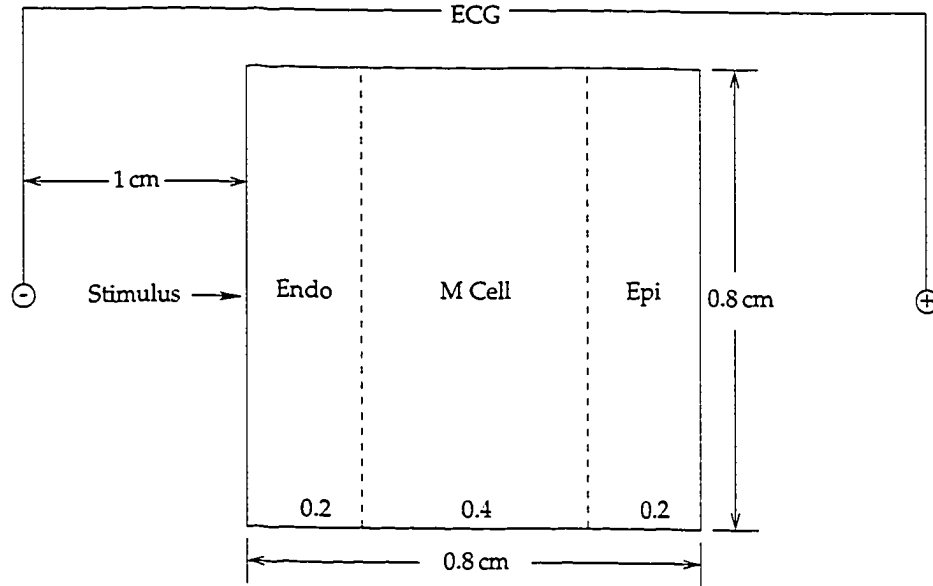 ECG
1 cm
−
Stimulus
Endo
M Cell
Epi
0.8 cm
+
0.2
0.4
0.2
0.8 cm